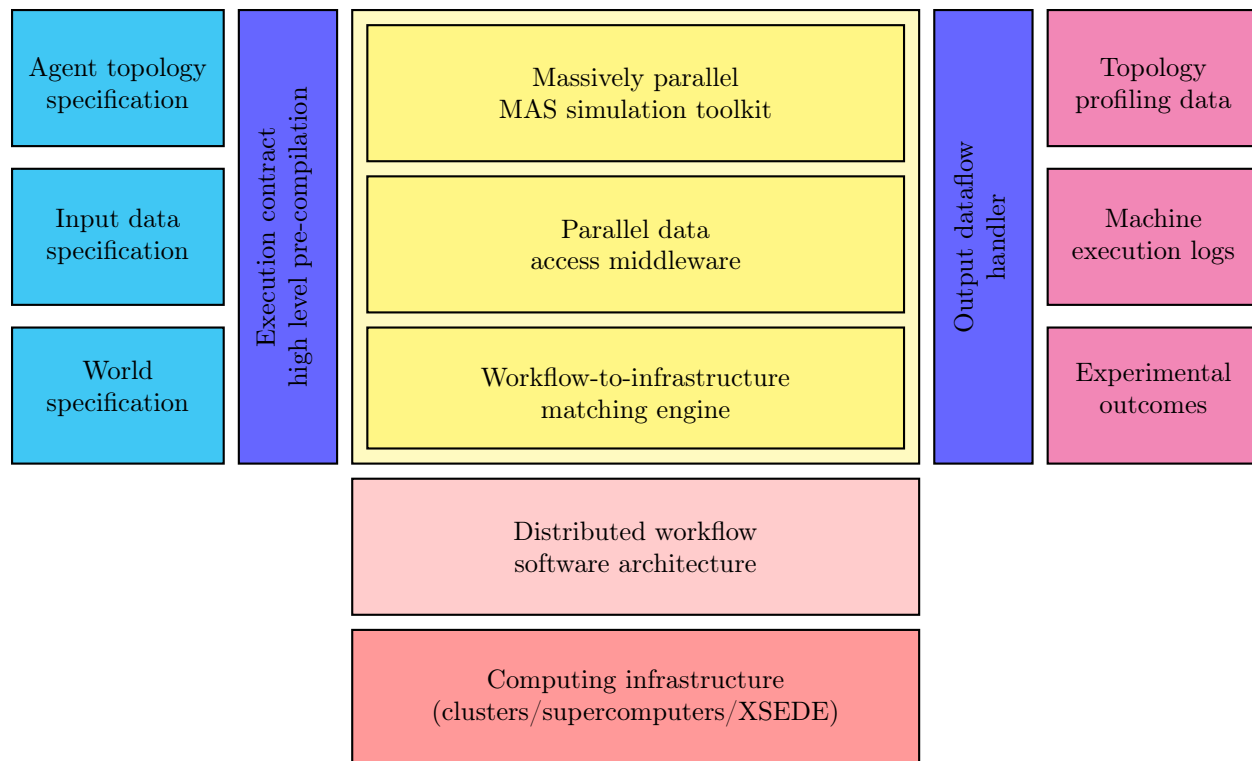 Agent topology
specification
Input data
specification
World
specification
Execution contract
high level pre-compilation
Massively parallel
MAS simulation toolkit
Parallel data
access middleware
Workflow-to-infrastructure
matching engine
Distributed workflow
software architecture
Computing infrastructure
(clusters/supercomputers/XSEDE)
Output dataflow
handler
Topology
profiling data
Machine
execution logs
Experimental
outcomes